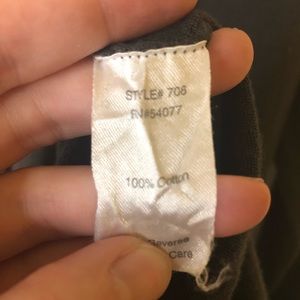 STYLE# 706
RN#54077
100% Cotton
Reverse
Care